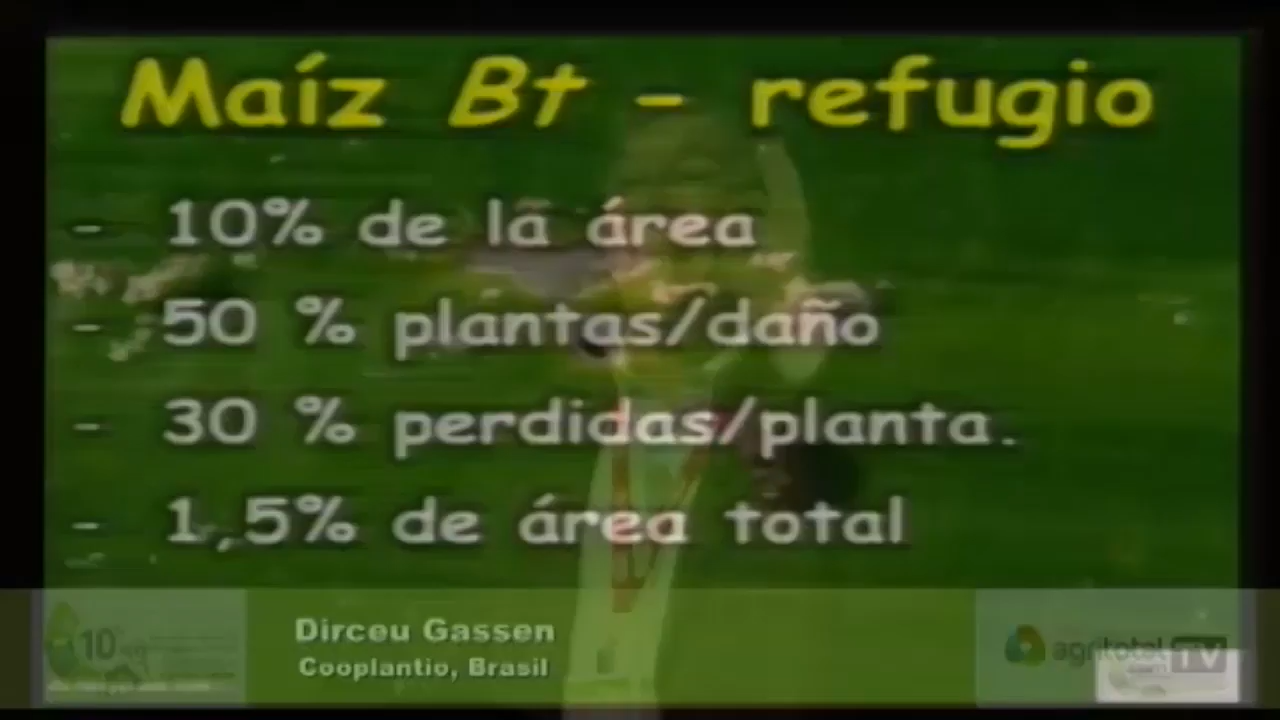 Maíz Bt - refugio
- 10% de la área
- 50 % plantas/daño
- 30 % perdidas/planta.
- 1,5% de área total
Dirceu Gassen
Cooplantio, Brasil
10
agritotal TV